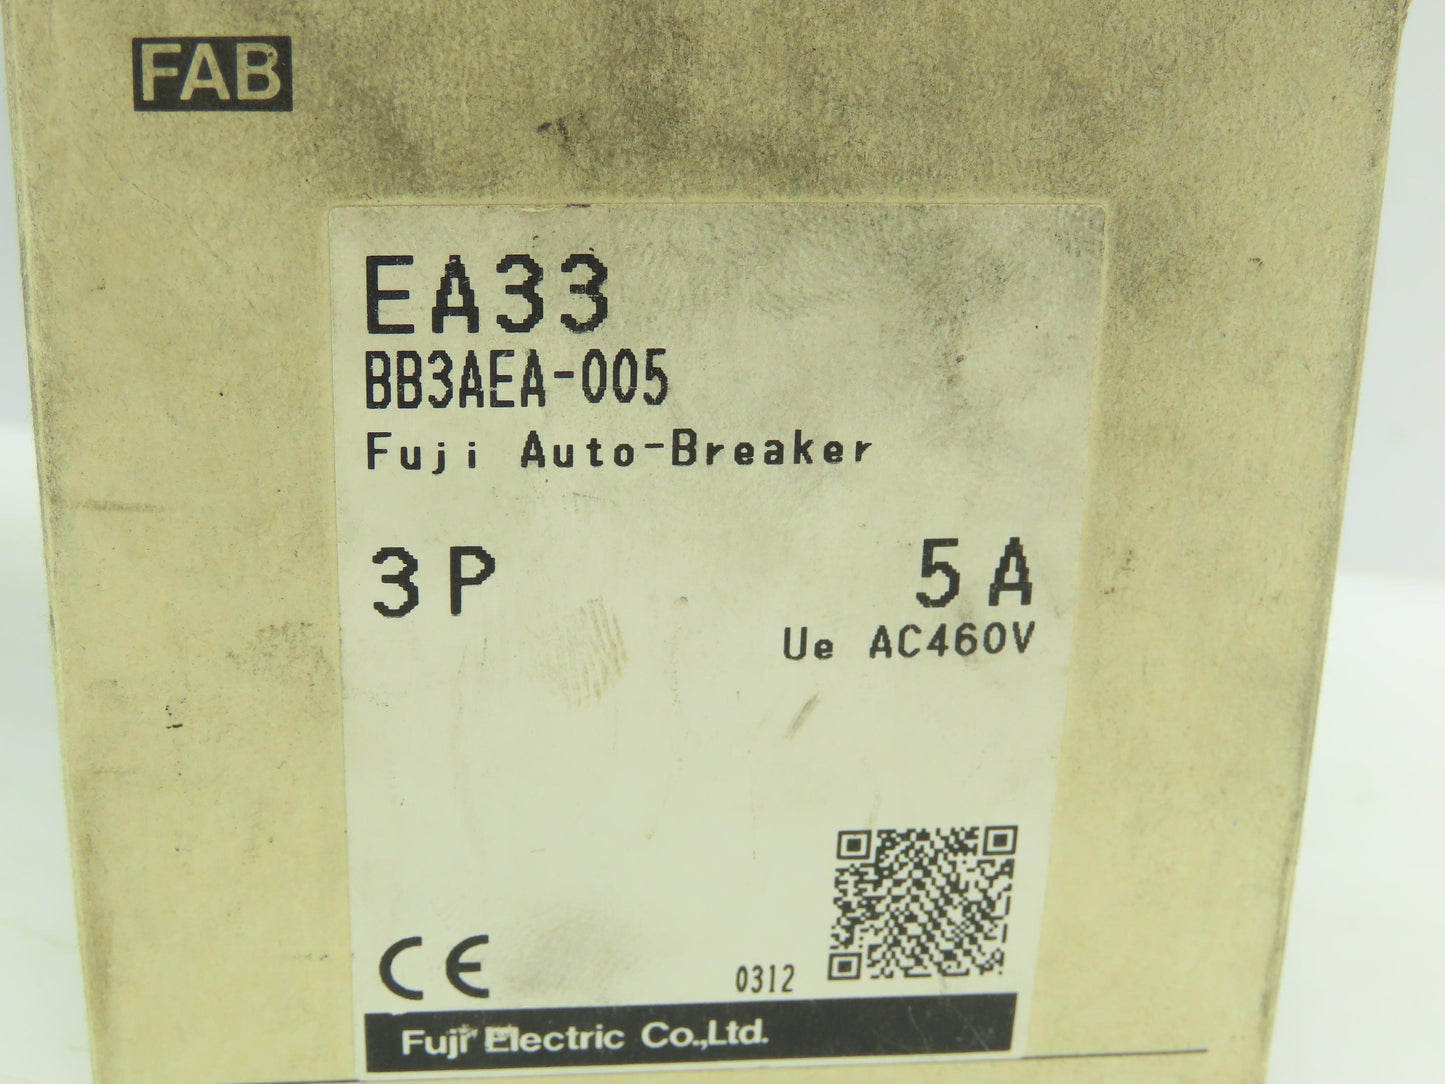 FAB
EA33
BB3AEA-005
Fuji Auto-Breaker
3P 5A
Ue AC460V
CE
0312
Fuji Electric Co.,Ltd.